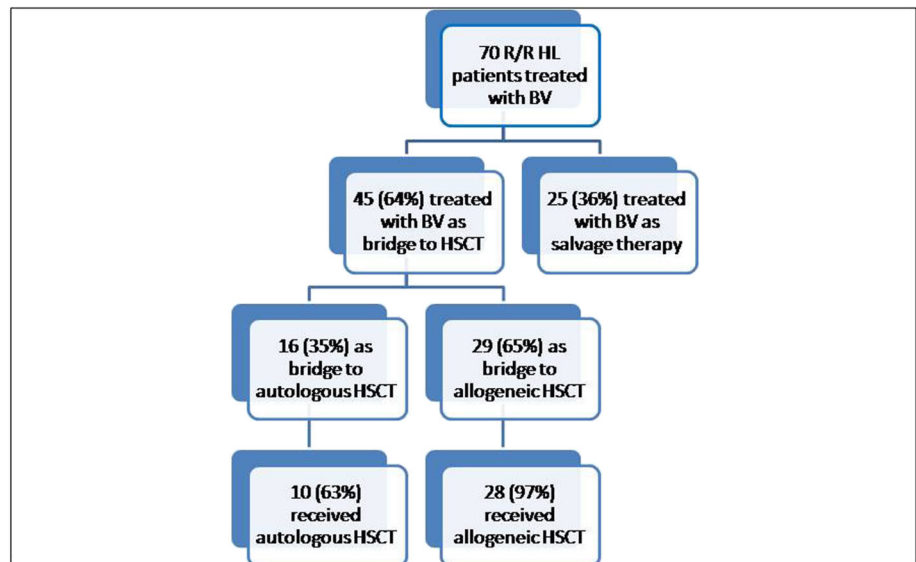 70 R/R HL
patients treated
with BV
45 (64%) treated
with BV as
bridge to HSCT
25 (36%) treated
with BV as
salvage therapy
16 (35%) as
bridge to
autologous HSCT
29 (65%) as
bridge to
allogeneic HSCT
10 (63%)
received
autologous HSCT
28 (97%)
received
allogeneic HSCT